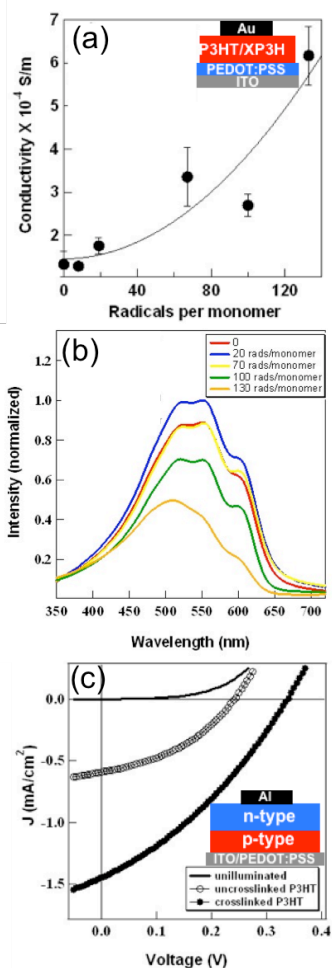 (a)
Au
P3HT/XP3H
PEDOT:PSS
ITO
Conductivity X 10⁻⁴ S/m
7
6
5
4
3
2
1
0
40
80
120
Radicals per monomer
(b)
0
20 rads/monomer
70 rads/monomer
100 rads/monomer
130 rads/monomer
Intensity (normalized)
1.0
0.8
0.6
0.4
0.2
350
400
450
500
550
600
650
700
Wavelength (nm)
(c)
J (mA/cm²)
0.0
-0.5
-1.0
-1.5
Al
n-type
p-type
ITO/PEDOT:PSS
unilluminated
uncrosslinked P3HT
crosslinked P3HT
0.0
0.1
0.2
0.3
0.4
Voltage (V)